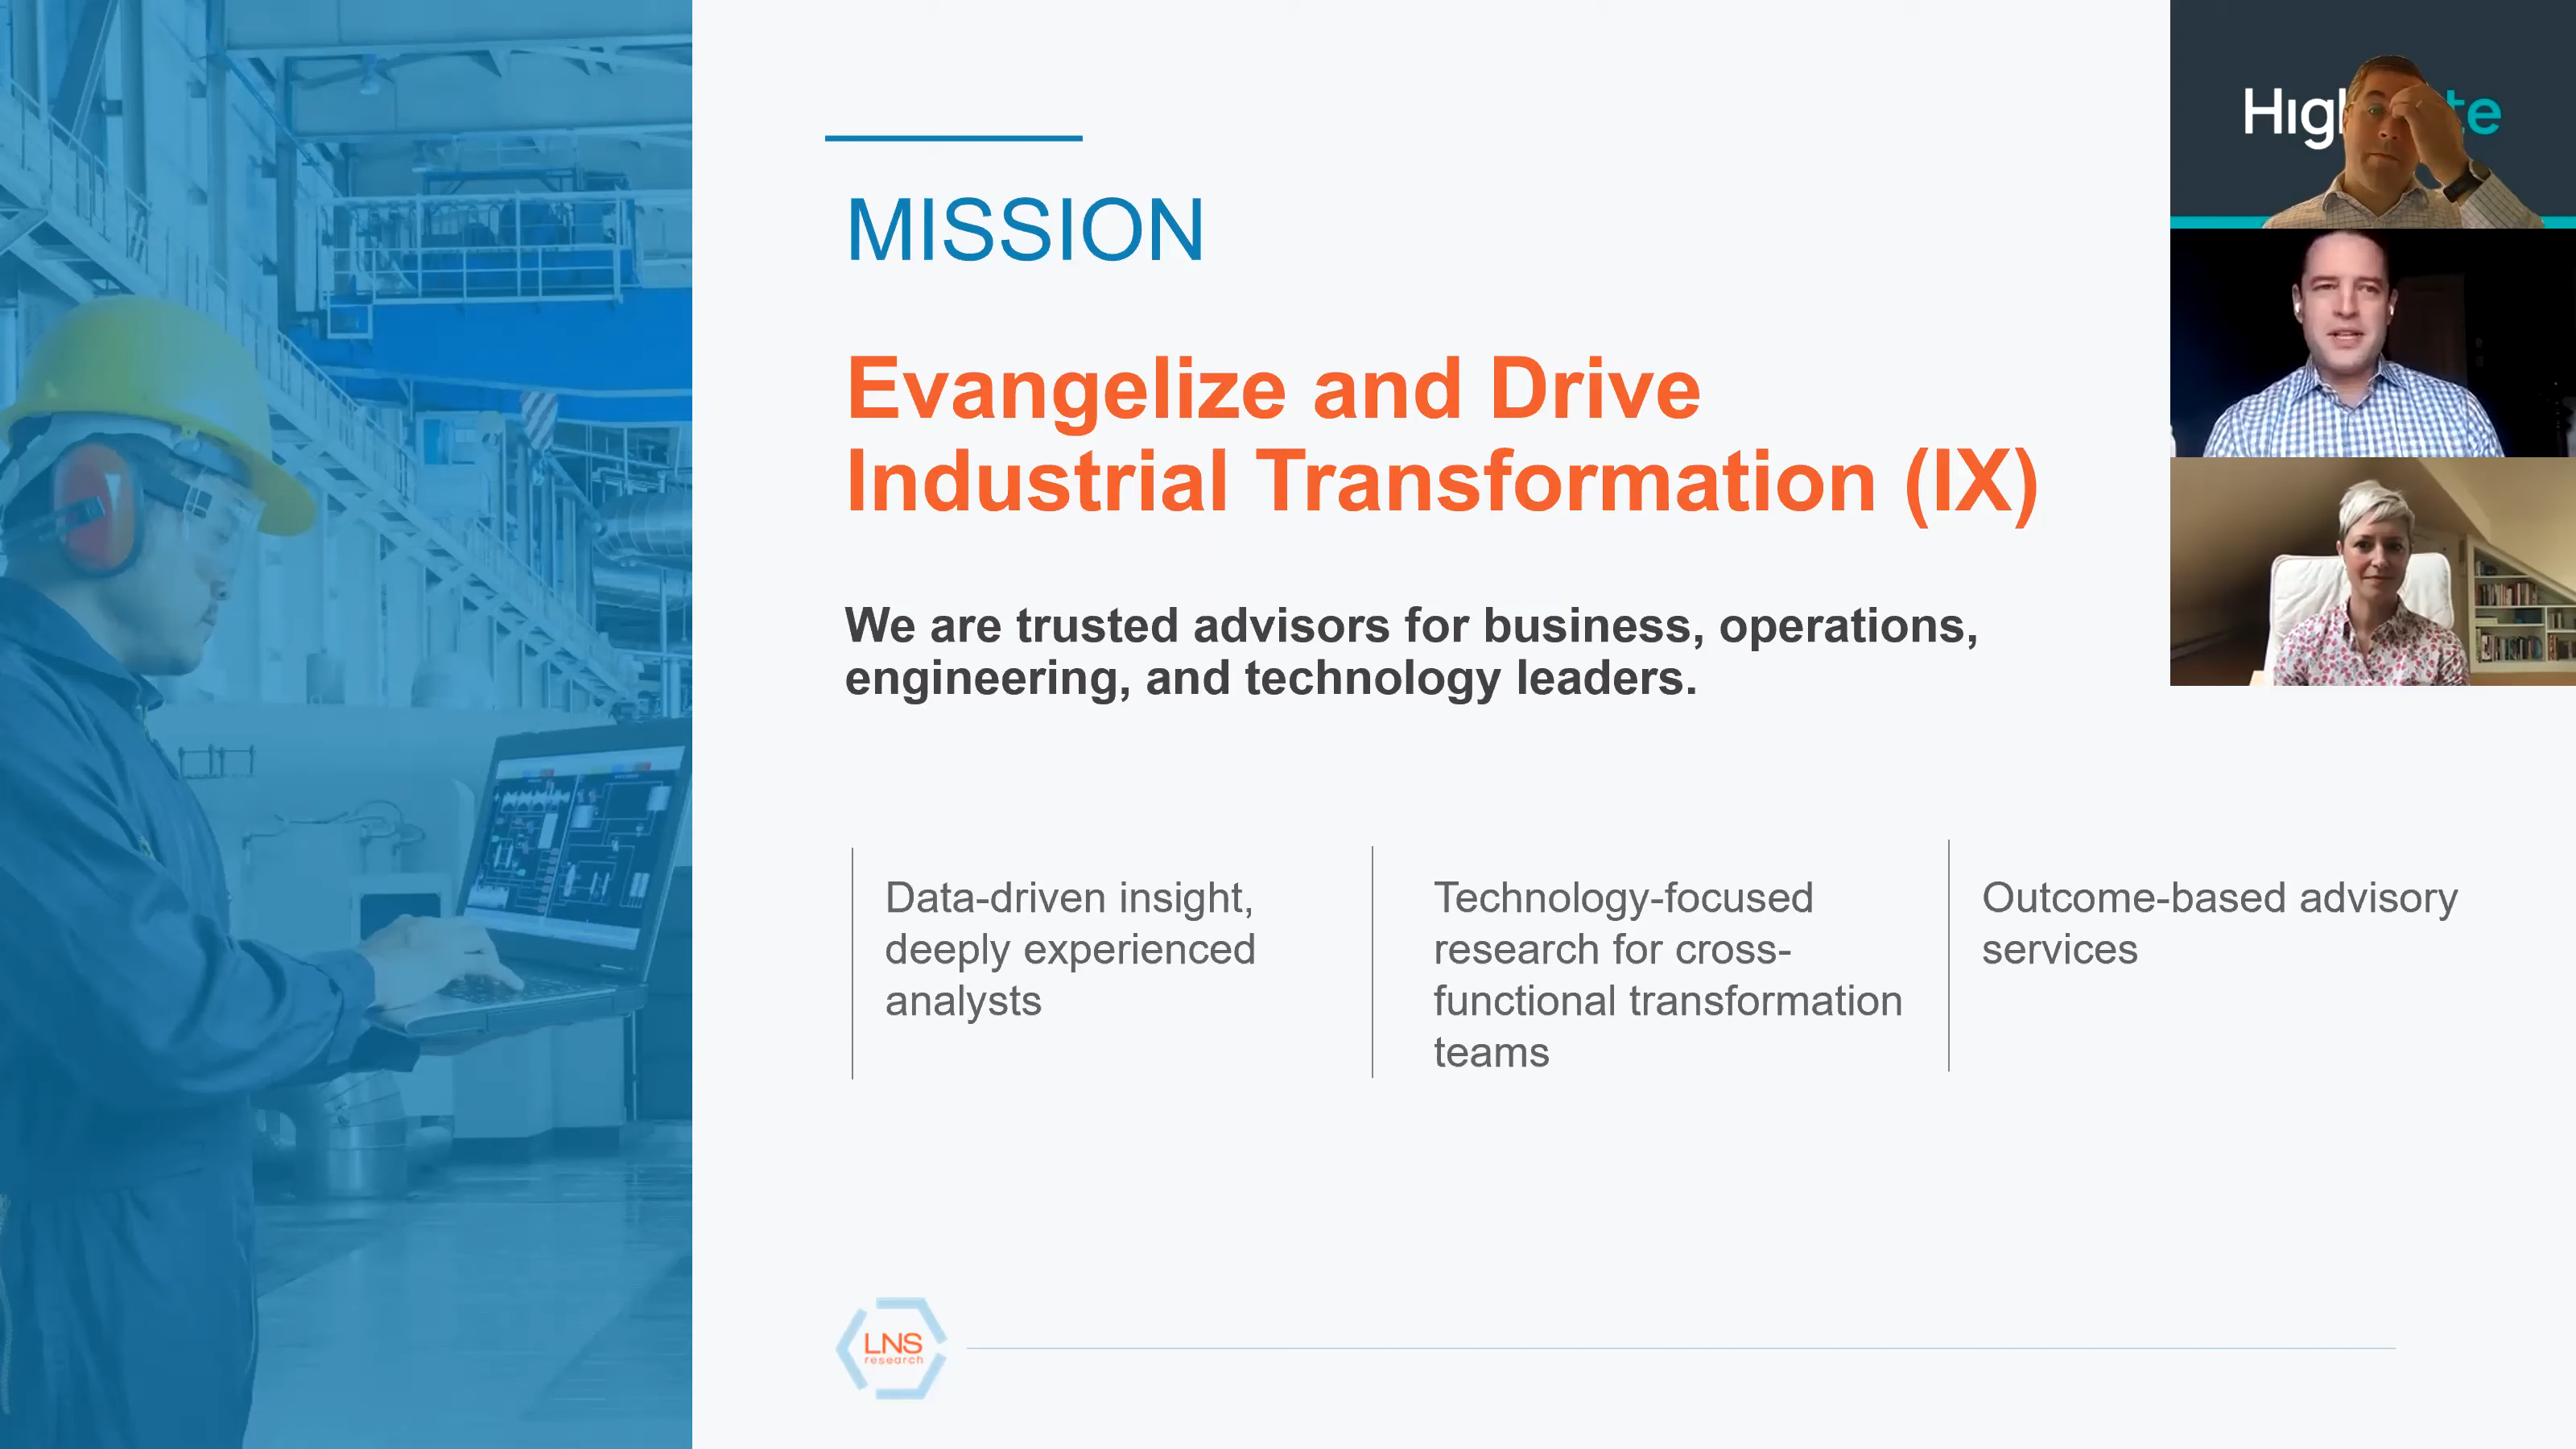 MISSION
Evangelize and Drive
Industrial Transformation (IX)
We are trusted advisors for business, operations,
engineering, and technology leaders.
Data-driven insight,
deeply experienced
analysts
Technology-focused
research for cross-
functional transformation
teams
Outcome-based advisory
services
LNS
research